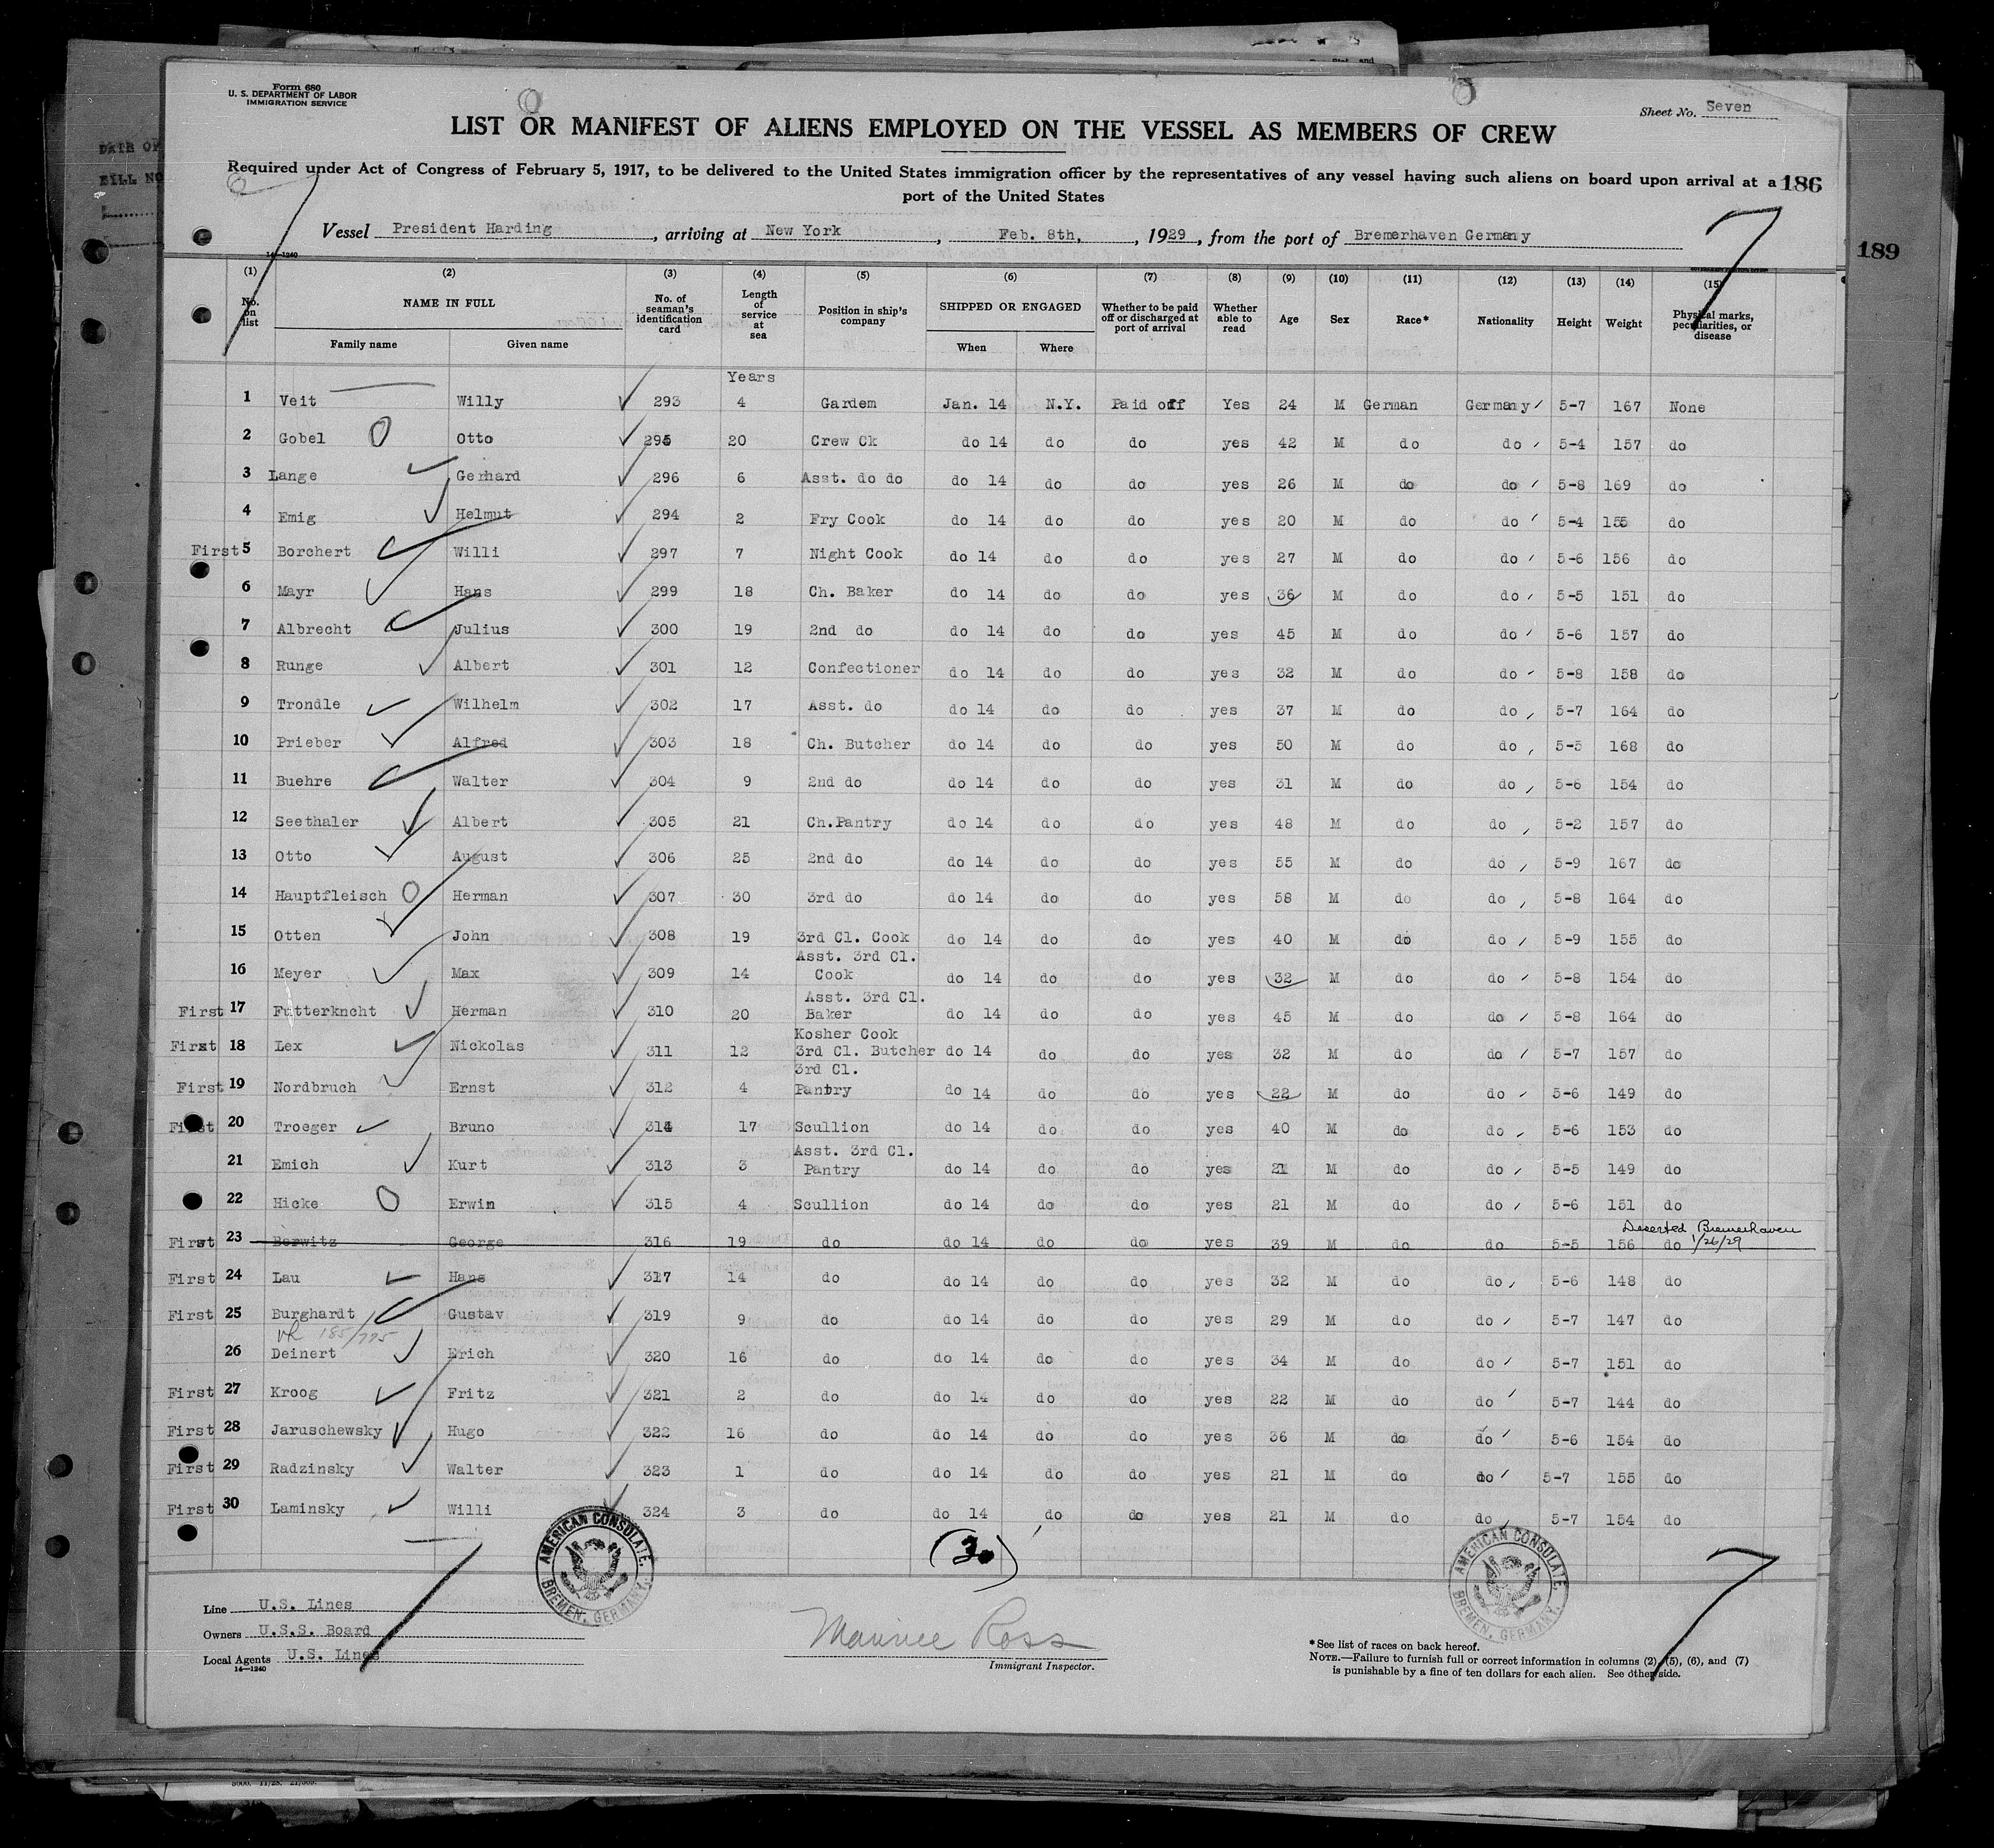 DATE OF
BILL NO
Form 680
U. S. DEPARTMENT OF LABOR
IMMIGRATION SERVICE
Sheet No. Seven
LIST OR MANIFEST OF ALIENS EMPLOYED ON THE VESSEL AS MEMBERS OF CREW
Required under Act of Congress of February 5, 1917, to be delivered to the United States immigration officer by the representatives of any vessel having such aliens on board upon arrival at a
port of the United States
186
189
7 7
Vessel President Harding, arriving at New York, Feb. 8th, 1929, from the port of Bremerhaven Germany
14—1240
(1) (2) (3) (4) (5) (6) (7) (8) (9) (10) (11) (12) (13) (14) (15)
No. on list NAME IN FULL No. of seaman's identification card Length of service at sea Position in ship's company SHIPPED OR ENGAGED Whether to be paid off or discharged at port of arrival Whether able to read Age Sex Race* Nationality Height Weight Physical marks, peculiarities, or disease
Family name Given name When Where
Years
1 Veit Willy 293 4 Gardem Jan. 14 N.Y. Paid off Yes 24 M German Germany 5-7 167 None
2 Gobel Otto 295 20 Crew Ck do 14 do do yes 42 M do do 5-4 157 do
3 Lange Gerhard 296 6 Asst. do do do 14 do do yes 26 M do do 5-8 169 do
4 Emig Helmut 294 2 Fry Cook do 14 do do yes 20 M do do 5-4 155 do
First 5 Borchert Willi 297 7 Night Cook do 14 do do yes 27 M do do 5-6 156 do
6 Mayr Hans 299 18 Ch. Baker do 14 do do yes 36 M do do 5-5 151 do
7 Albrecht Julius 300 19 2nd do do 14 do do yes 45 M do do 5-6 157 do
8 Runge Albert 301 12 Confectioner do 14 do do yes 32 M do do 5-8 158 do
9 Trondle Wilhelm 302 17 Asst. do do 14 do do yes 37 M do do 5-7 164 do
10 Prieber Alfred 303 18 Ch. Butcher do 14 do do yes 50 M do do 5-5 168 do
11 Buehre Walter 304 9 2nd do do 14 do do yes 31 M do do 5-6 154 do
12 Seethaler Albert 305 21 Ch.Pantry do 14 do do yes 48 M do do 5-2 157 do
13 Otto August 306 25 2nd do do 14 do do yes 55 M do do 5-9 167 do
14 Hauptfleisch Herman 307 30 3rd do do 14 do do yes 58 M do do 5-8 164 do
15 Otten John 308 19 3rd Cl. Cook do 14 do do yes 40 M do do 5-9 155 do
16 Meyer Max 309 14 Asst. 3rd Cl. Cook do 14 do do yes 32 M do do 5-8 154 do
First 17 Futterkncht Herman 310 20 Asst. 3rd Cl. Baker do 14 do do yes 45 M do do 5-8 164 do
First 18 Lex Nickolas 311 12 Kosher Cook 3rd Cl. Butcher do 14 do do yes 32 M do do 5-7 157 do
First 19 Nordbruch Ernst 312 4 3rd Cl. Pantry do 14 do do yes 22 M do do 5-6 149 do
First 20 Troeger Bruno 314 17 Scullion do 14 do do yes 40 M do do 5-6 153 do
21 Emich Kurt 313 3 Asst. 3rd Cl. Pantry do 14 do do yes 21 M do do 5-5 149 do
22 Hicke Erwin 315 4 Scullion do 14 do do yes 21 M do do 5-6 151 do
Deserted Bremerhaven
First 23 Berwitz George 316 19 do do 14 do do yes 39 M do do 5-5 156 do 1/26/29
First 24 Lau Hans 317 14 do do 14 do do yes 32 M do do 5-6 148 do
First 25 Burghardt Gustav 319 9 do do 14 do do yes 29 M do do 5-7 147 do
185/775
26 Deinert Erich 320 16 do do 14 do do yes 34 M do do 5-7 151 do
First 27 Kroog Fritz 321 2 do do 14 do do yes 22 M do do 5-7 144 do
First 28 Jaruschewsky Hugo 322 16 do do 14 do do yes 36 M do do 5-6 154 do
First 29 Radzinsky Walter 323 1 do do 14 do do yes 21 M do do 5-7 155 do
First 30 Laminsky Willi 324 3 do do 14 do do yes 21 M do do 5-7 154 do
(30)
AMERICAN CONSULATE, BREMEN, GERMANY.
AMERICAN CONSULATE, BREMEN, GERMANY.
7 7
Line U.S. Lines
Owners U.S.S. Board
Local Agents U.S. Lines
14—1240
Maurice Ross
Immigrant Inspector.
*See list of races on back hereof.
NOTE.—Failure to furnish full or correct information in columns (2), (5), (6), and (7)
is punishable by a fine of ten dollars for each alien. See other side.